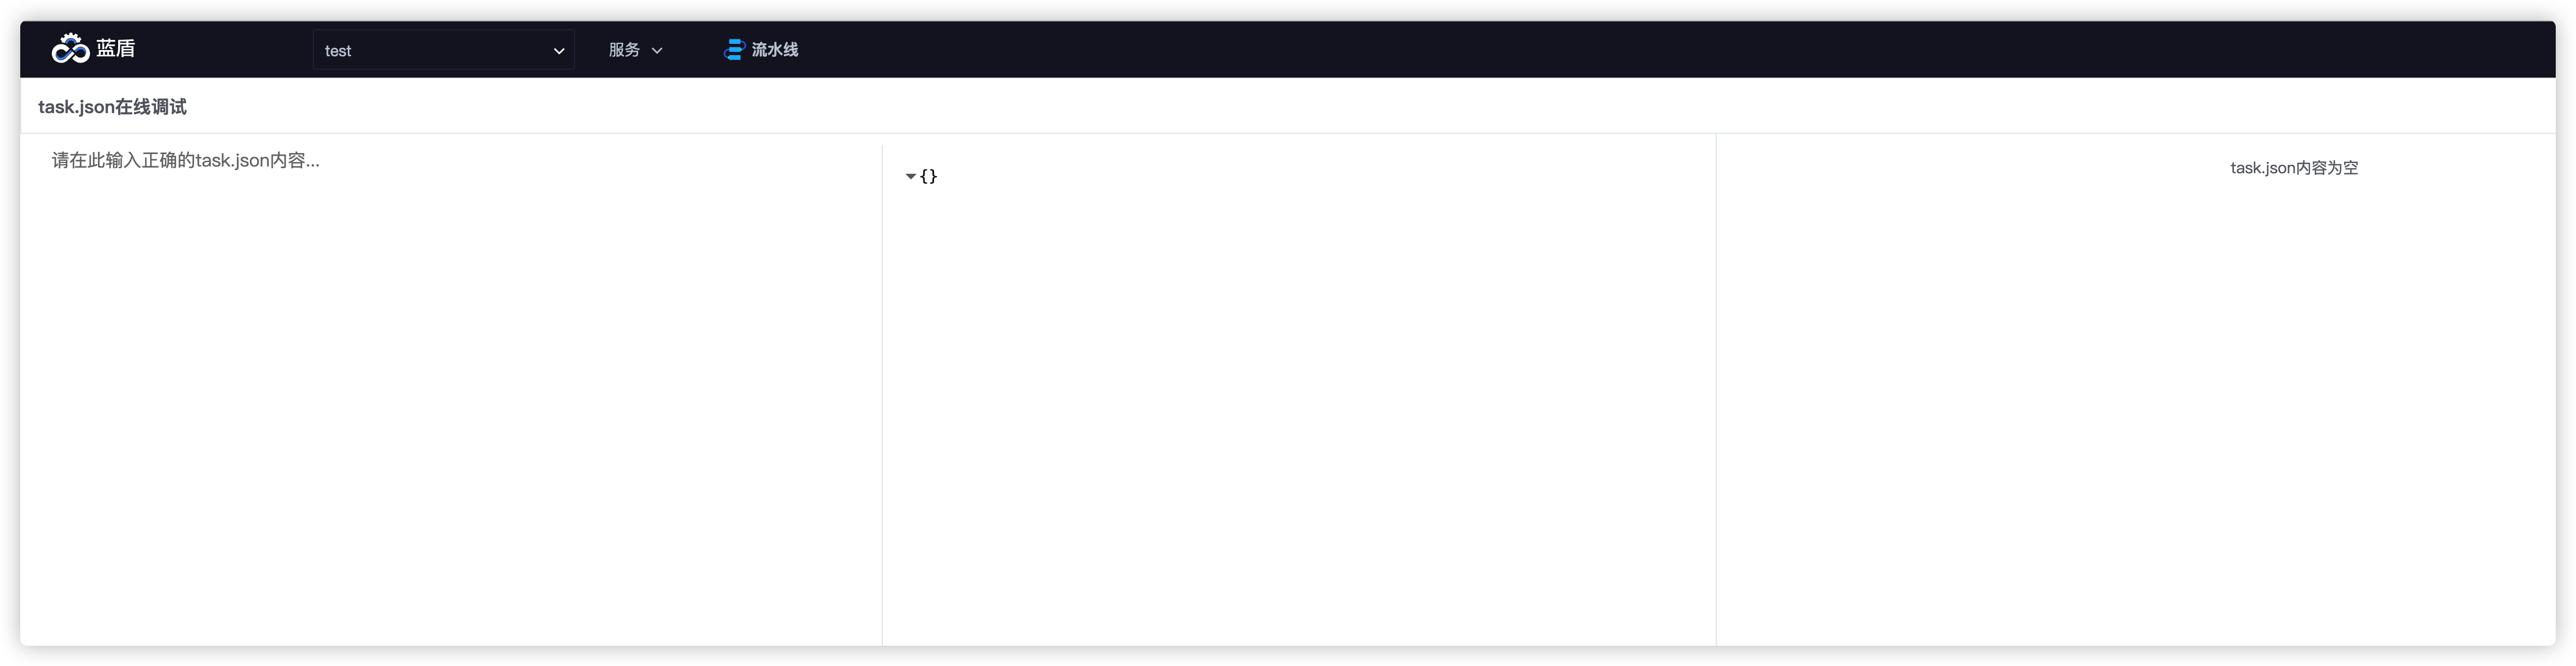 蓝盾
test
服务
流水线
task.json在线调试
请在此输入正确的task.json内容...
{}
task.json内容为空